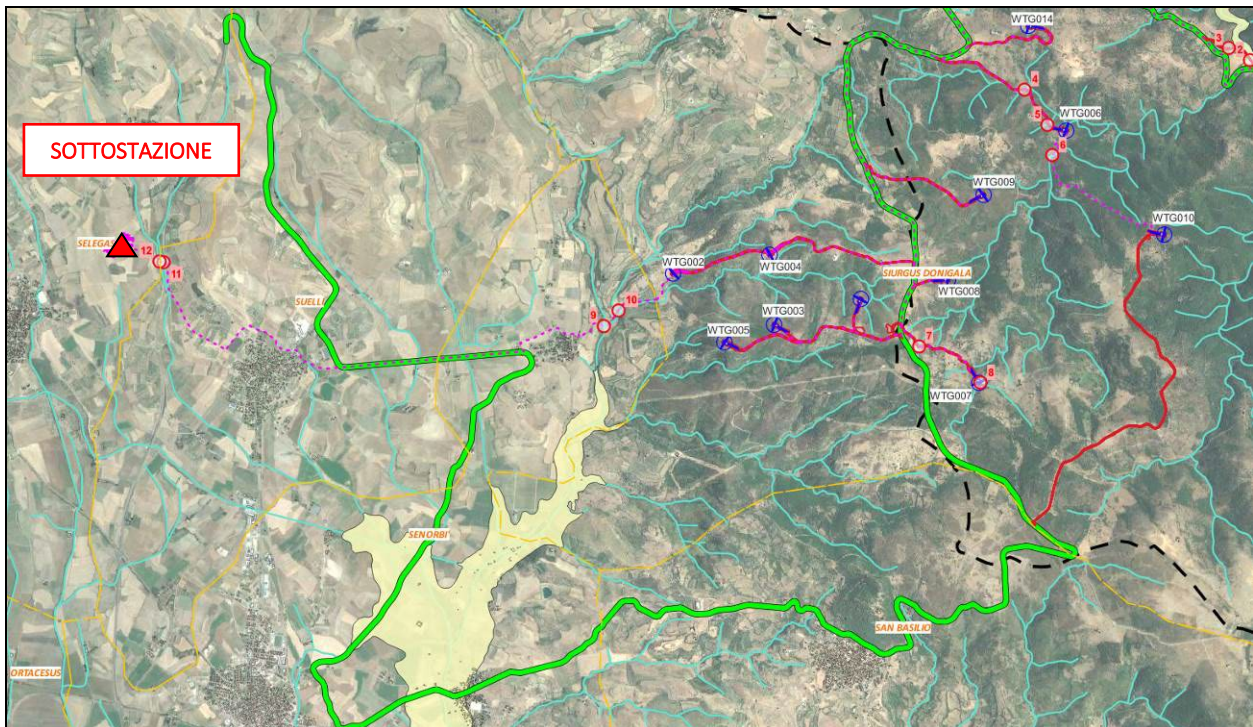 WTG014
3
2
4
5
WTG006
6
SOTTOSTAZIONE
WTG009
WTG010
SELEGAS
12
11
WTG002
WTG004
SIURGUS DONIGALA
WTG008
SUELLI
10
9
WTG003
WTG005
7
8
WTG007
SENORBÌ
SAN BASILIO
ORTACESUS